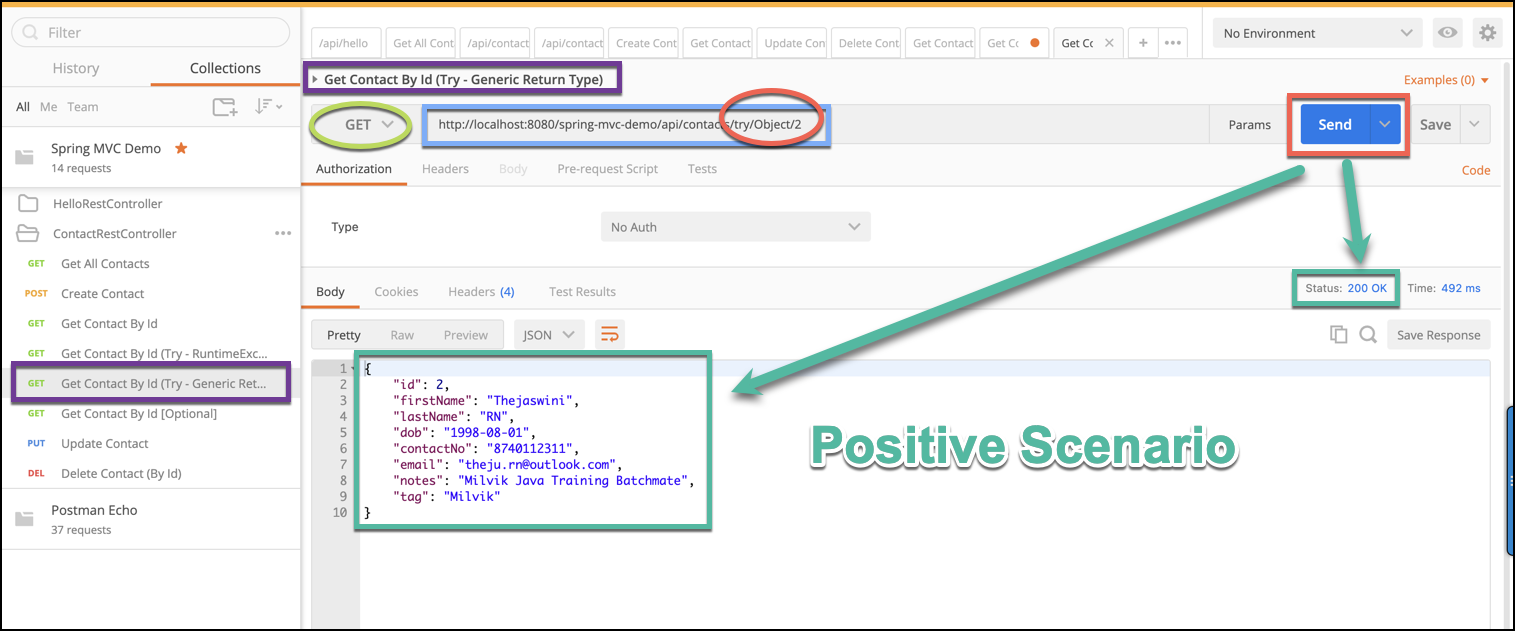 Filter
History Collections
All Me Team
Spring MVC Demo
14 requests
HelloRestController
ContactRestController
GET Get All Contacts
POST Create Contact
GET Get Contact By Id
GET Get Contact By Id (Try - RuntimeExc...
GET Get Contact By Id (Try - Generic Ret...
GET Get Contact By Id [Optional]
PUT Update Contact
DEL Delete Contact (By Id)
Postman Echo
37 requests
/api/hello Get All Cont /api/contact /api/contact Create Cont Get Contact Update Con Delete Cont Get Contact Get Co Get Co
No Environment
Get Contact By Id (Try - Generic Return Type)
Examples (0)
GET http://localhost:8080/spring-mvc-demo/api/contacts/try/Object/2 Params Send Save
Authorization Headers Body Pre-request Script Tests Code
Type No Auth
Body Cookies Headers (4) Test Results Status: 200 OK Time: 492 ms
Pretty Raw Preview JSON Save Response
1 {
2 "id": 2,
3 "firstName": "Thejaswini",
4 "lastName": "RN",
5 "dob": "1998-08-01",
6 "contactNo": "8740112311",
7 "email": "theju.rn@outlook.com",
8 "notes": "Milvik Java Training Batchmate",
9 "tag": "Milvik"
10 }
Positive Scenario